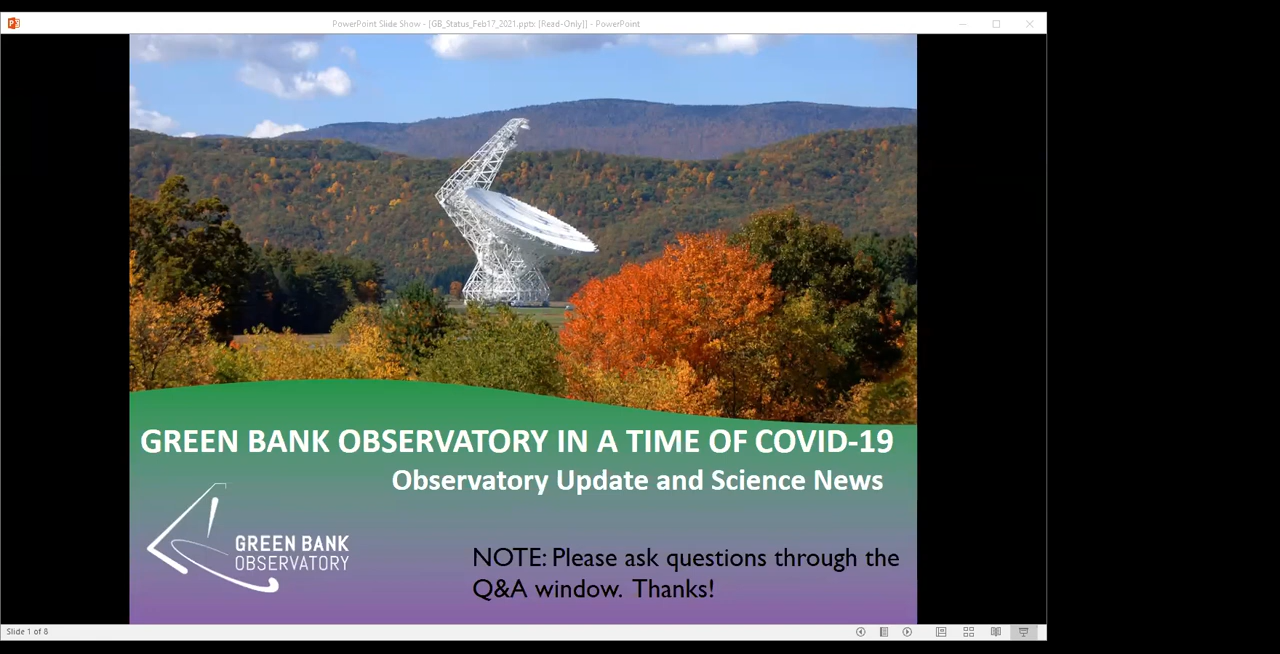 PowerPoint Slide Show - [GB_Status_Feb17_2021.pptx [Read-Only]] - PowerPoint
GREEN BANK OBSERVATORY IN A TIME OF COVID-19
Observatory Update and Science News
GREEN BANK
OBSERVATORY
NOTE: Please ask questions through the
Q&A window. Thanks!
Slide 1 of 8